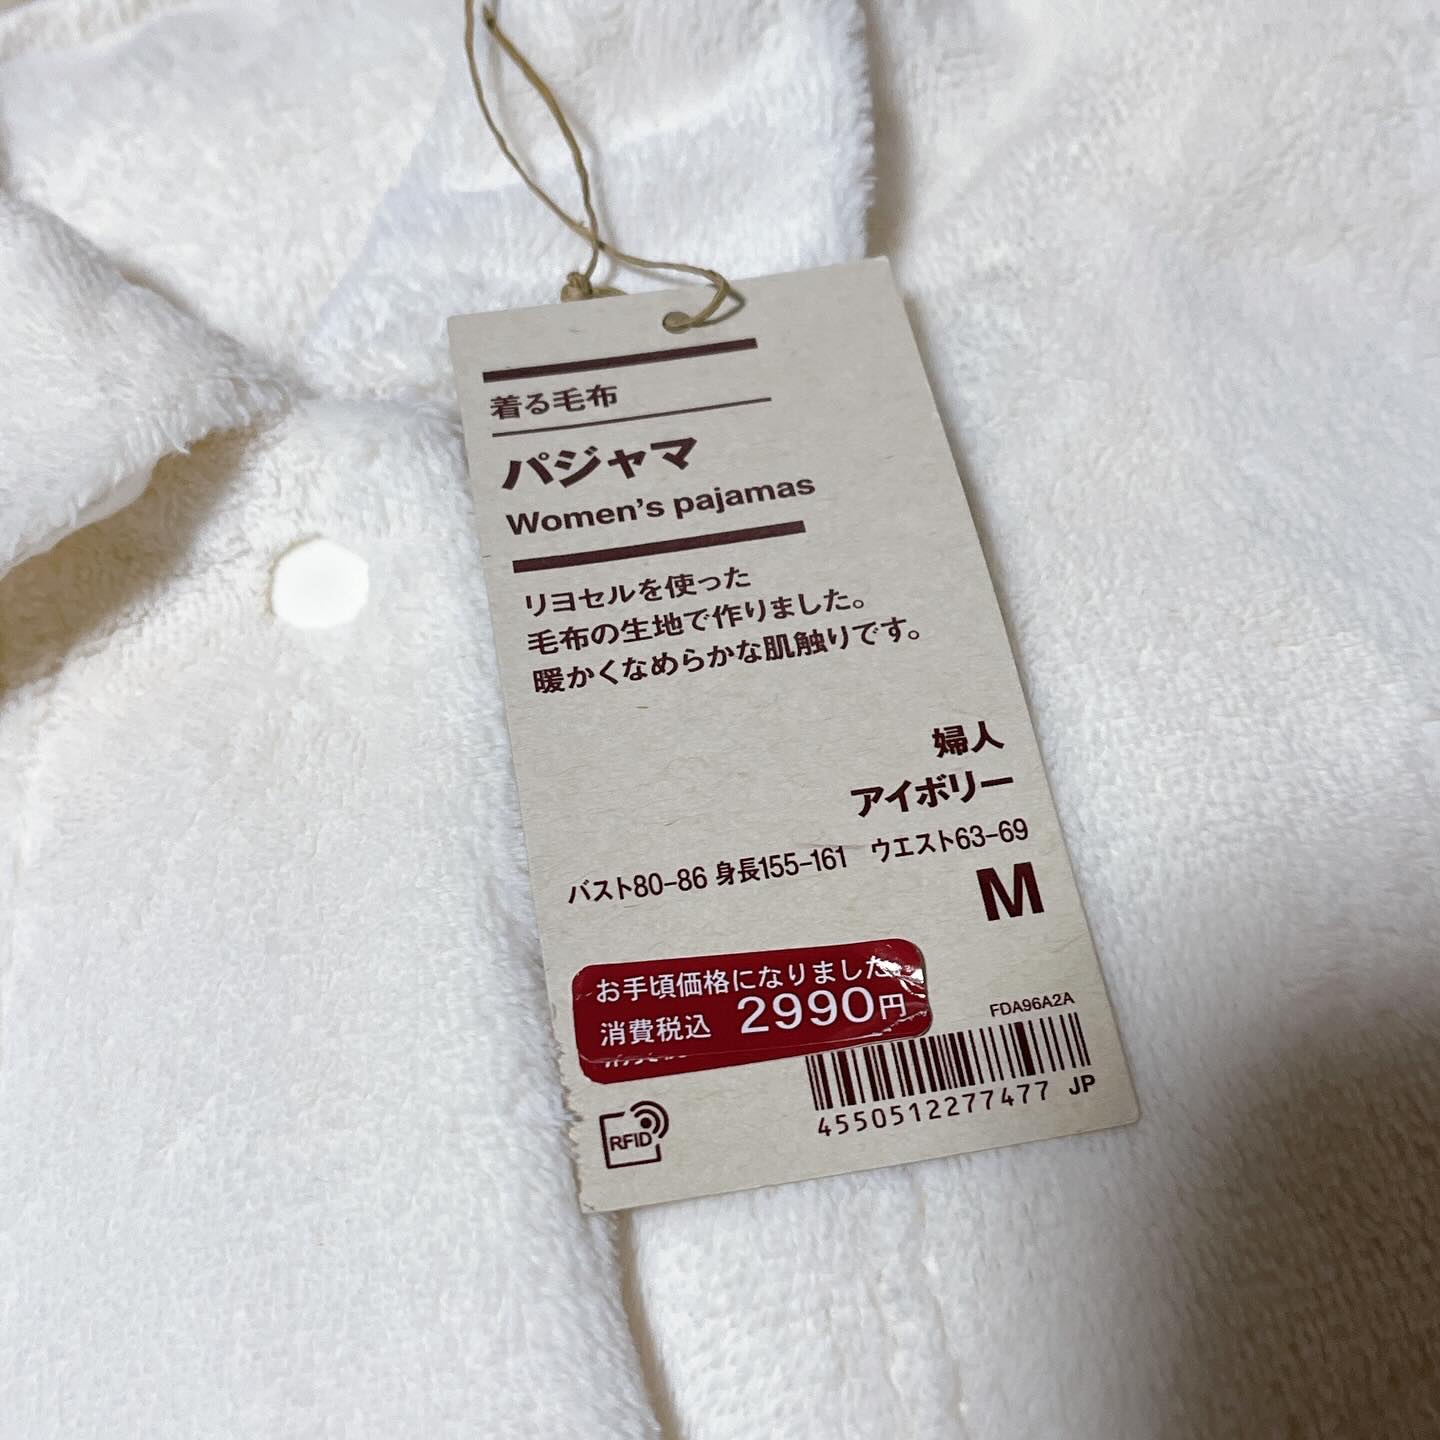 着る毛布
パジャマ
Women's pajamas
リヨセルを使った
毛布の生地で作りました。
暖かくなめらかな肌触りです。
婦人
アイボリー
バスト80-86 身長155-161 ウエスト63-69
M
お手頃価格になりました。
消費税込 2990円
FDA96A2A
4550512277477 JP
RFID